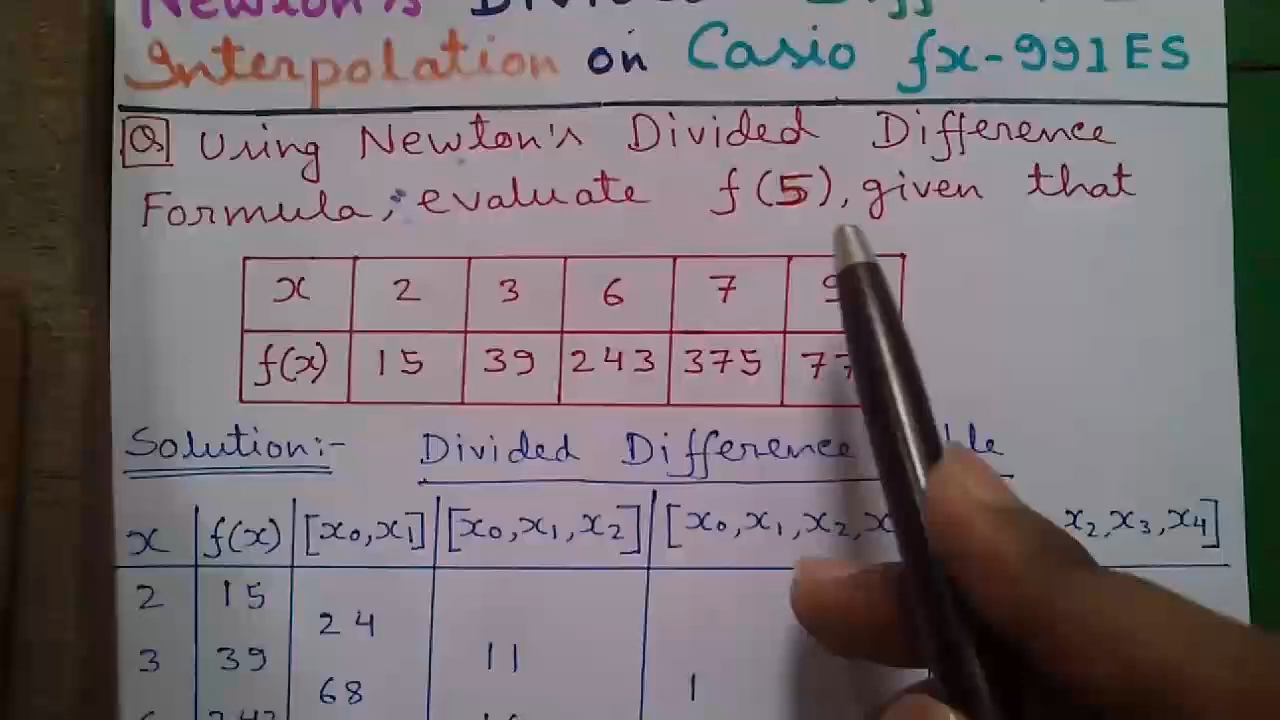 Newton's Divided
Interpolation on Casio fx-991ES
Q Using Newton's Divided Difference
Formula, evaluate f(5), given that
x 2 3 6 7
f(x) 15 39 243 375
Solution:- Divided Difference
x f(x) [x₀,x₁] [x₀,x₁,x₂] [x₀,x₁,x₂,x x₂,x₃,x₄]
2 15
24
3 39 11
68 1